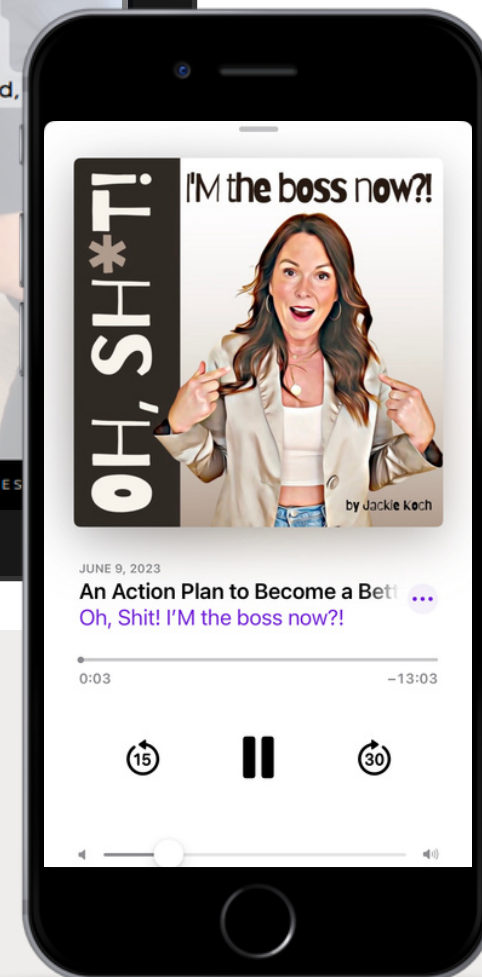 d,
ES
OH, SH*T!
I'M the boss now?!
by Jackie Koch
JUNE 9, 2023
An Action Plan to Become a Bett
Oh, Shit! I'M the boss now?!
0:03
−13:03
15
30